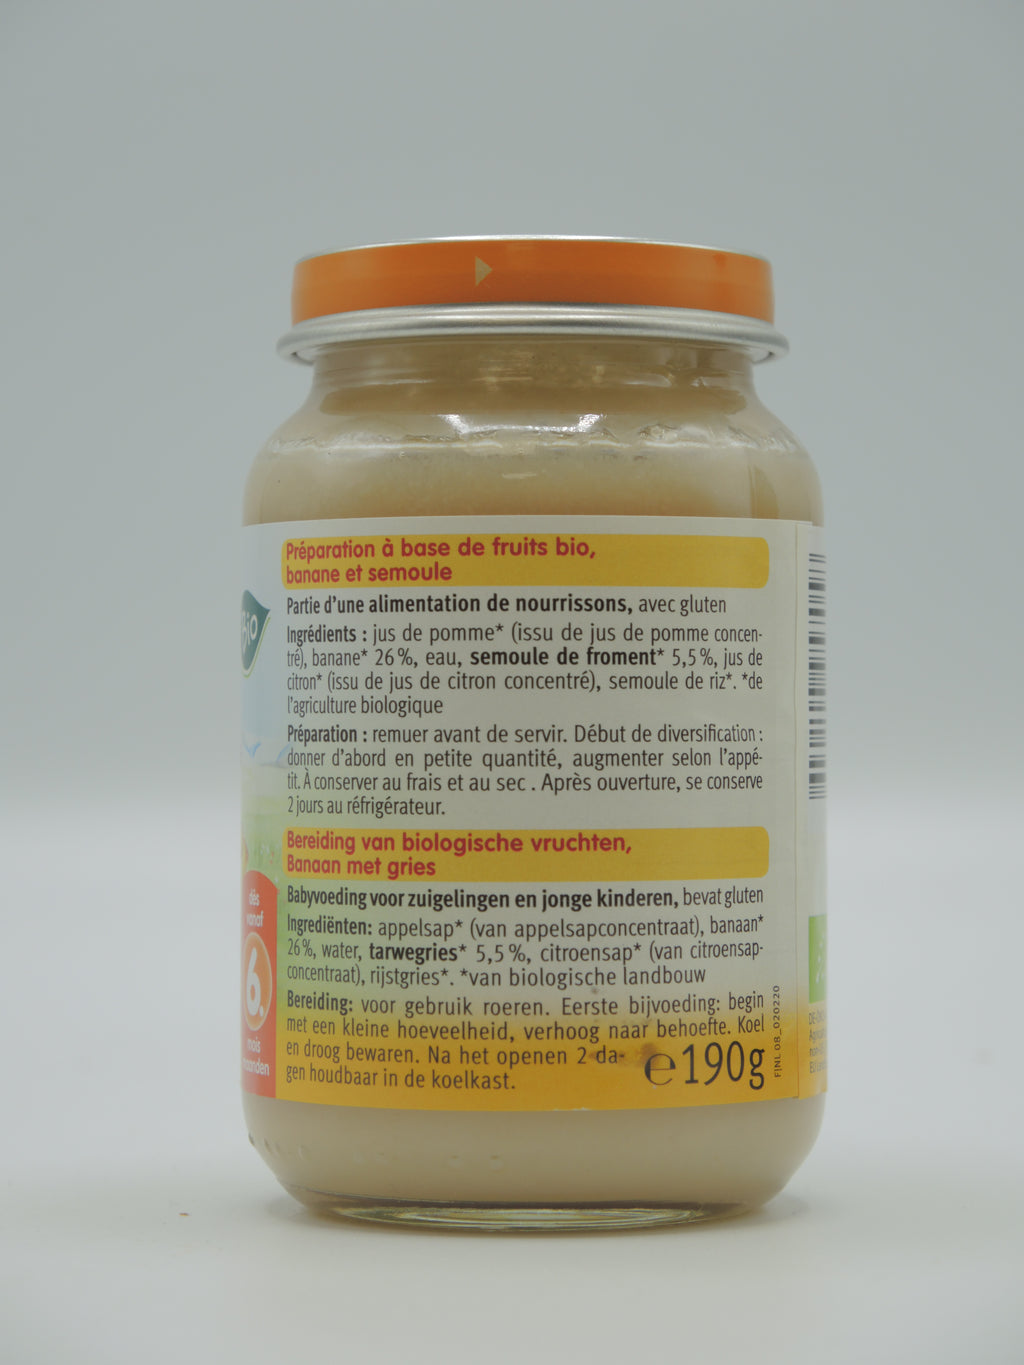 Préparation à base de fruits bio,
banane et semoule
Partie d'une alimentation de nourrissons, avec gluten
Ingrédients : jus de pomme* (issu de jus de pomme concen-
tré), banane* 26 %, eau, semoule de froment* 5,5 %, jus de
citron* (issu de jus de citron concentré), semoule de riz*. *de
l'agriculture biologique
Préparation : remuer avant de servir. Début de diversification :
donner d'abord en petite quantité, augmenter selon l'appé-
tit. À conserver au frais et au sec . Après ouverture, se conserve
2 jours au réfrigérateur.
Bereiding van biologische vruchten,
Banaan met gries
Babyvoeding voor zuigelingen en jonge kinderen, bevat gluten
Ingrediënten: appelsap* (van appelsapconcentraat), banaan*
26 %, water, tarwegries* 5,5 %, citroensap* (van citroensap-
concentraat), rijstgries*. *van biologische landbouw
Bereiding: voor gebruik roeren. Eerste bijvoeding: begin
met een kleine hoeveelheid, verhoog naar behoefte. Koel
en droog bewaren. Na het openen 2 da-
gen houdbaar in de koelkast.
℮190g
F|NL 08_020220
Bio
dès
vanaf
6.
mois